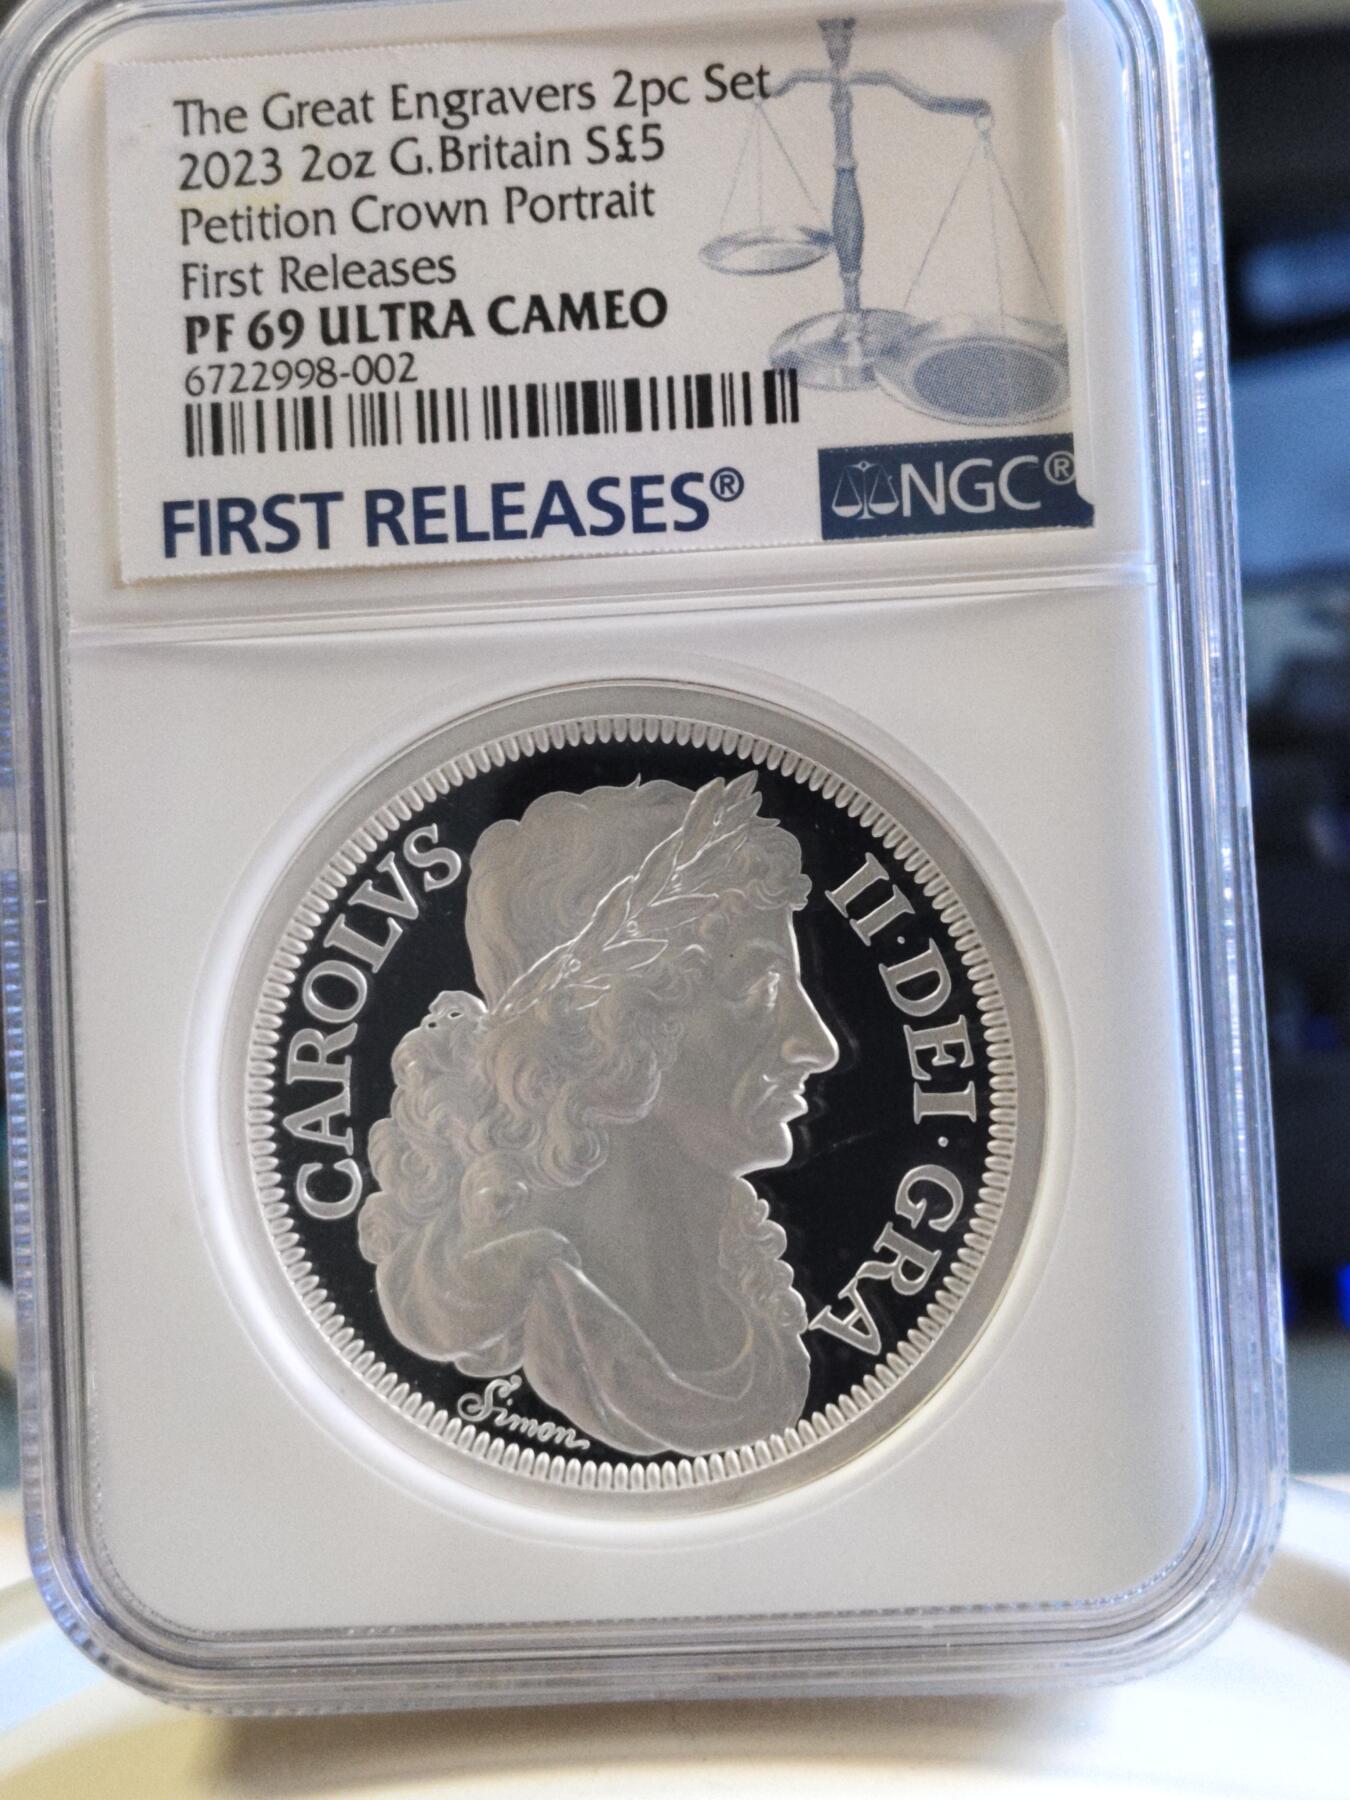 The Great Engravers 2pc Set
2023 2oz G.Britain S£5
Petition Crown Portrait
First Releases
PF 69 ULTRA CAMEO
6722998-002
FIRST RELEASES®
NGC®
CAROLVS II·DEI·GRA
Simon